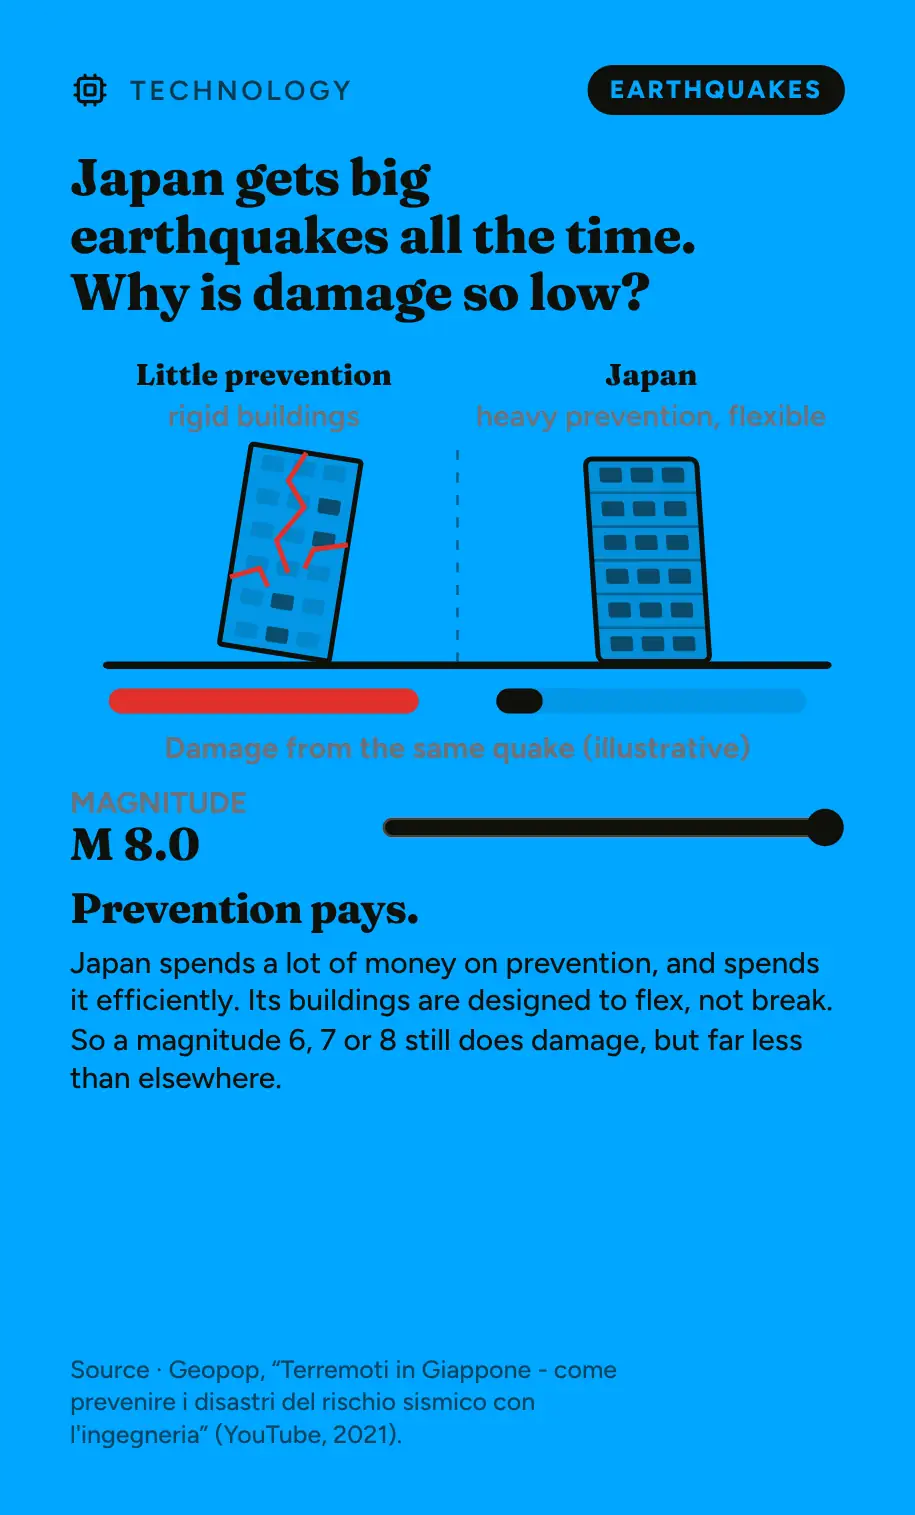 TECHNOLOGY
EARTHQUAKES
Japan gets big
earthquakes all the time.
Why is damage so low?
Little prevention
rigid buildings
Japan
heavy prevention, flexible
Damage from the same quake (illustrative)
MAGNITUDE
M 8.0
Prevention pays.
Japan spends a lot of money on prevention, and spends
it efficiently. Its buildings are designed to flex, not break.
So a magnitude 6, 7 or 8 still does damage, but far less
than elsewhere.
Source · Geopop, “Terremoti in Giappone - come
prevenire i disastri del rischio sismico con
l'ingegneria” (YouTube, 2021).